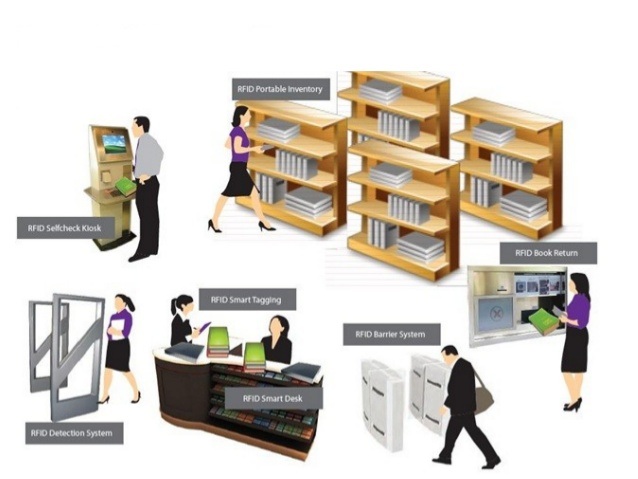 RFID Portable Inventory
RFID Selfcheck Kiosk
RFID Book Return
RFID Smart Tagging
RFID Barrier System
RFID Smart Desk
RFID Detection System